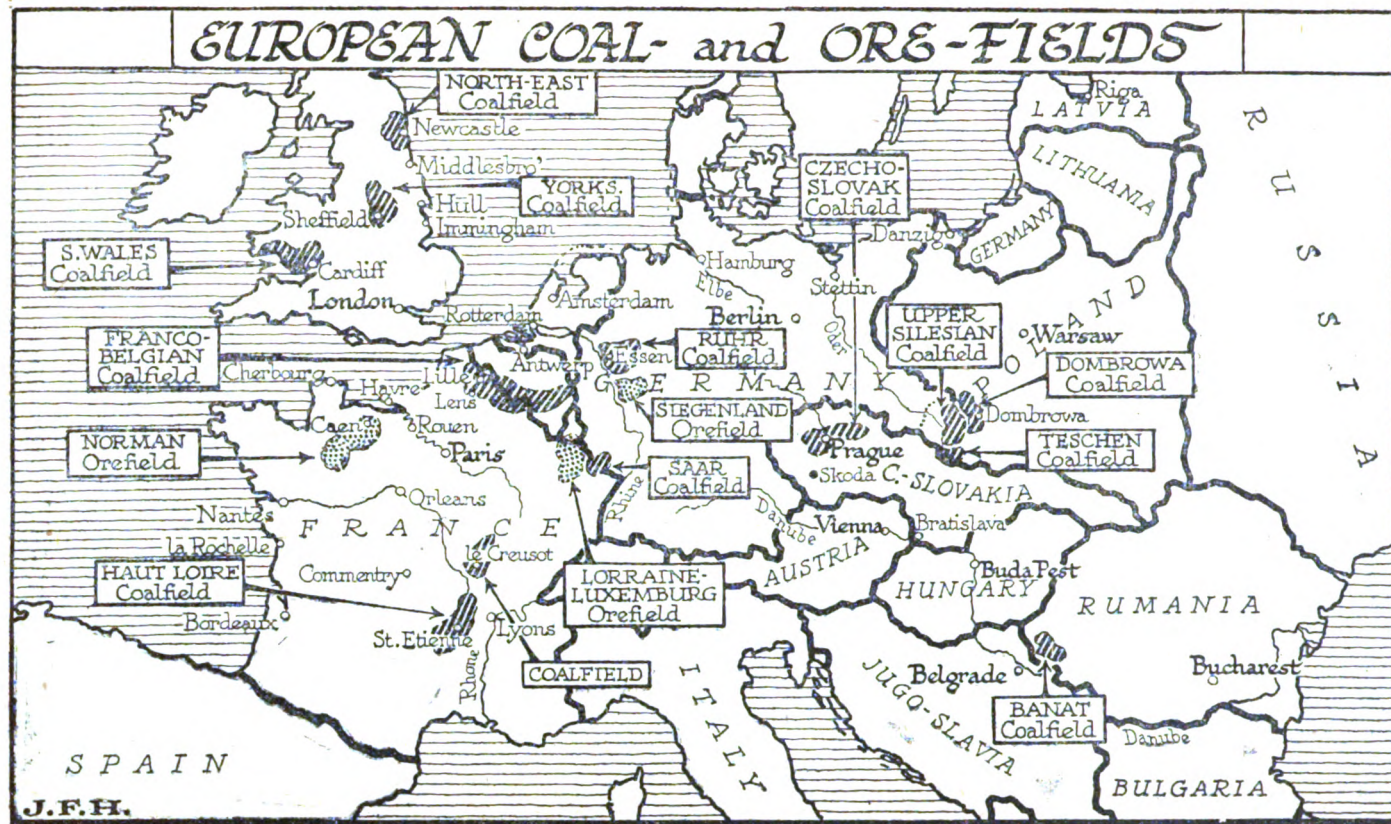 EUROPEAN COAL- and ORE-FIELDS
NORTH-EAST
Coalfield
Newcastle
Middlesbro'
YORKS.
Coalfield
Sheffield
Hull
Immingham
S. WALES
Coalfield
Cardiff
London
CZECHO-
SLOVAK
Coalfield
Riga
LATVIA
LITHUANIA
RUSSIA
Danzig
GERMANY
Hamburg
Elbe
Stettin
Amsterdam
Rotterdam
Berlin
Oder
POLAND
Warsaw
UPPER
SILESIAN
Coalfield
DOMBROWA
Coalfield
Dombrowa
FRANCO-
BELGIAN
Coalfield
Cherbourg
Havre
Lille
Lens
Antwerp
Essen
RUHR
Coalfield
GERMANY
SIEGENLAND
Orefield
NORMAN
Orefield
Caen
Rouen
Paris
SAAR
Coalfield
Rhine
Prague
Skoda
C.-SLOVAKIA
TESCHEN
Coalfield
Nantes
Orleans
FRANCE
la Rochelle
le Creusot
Commentry
HAUT LOIRE
Coalfield
Bordeaux
St. Etienne
Lyons
Rhone
COALFIELD
LORRAINE-
LUXEMBURG
Orefield
Danube
Vienna
Bratislava
AUSTRIA
HUNGARY
Buda Pest
RUMANIA
Bucharest
Belgrade
BANAT
Coalfield
ITALY
JUGO-SLAVIA
Danube
BULGARIA
SPAIN
J.F.H.